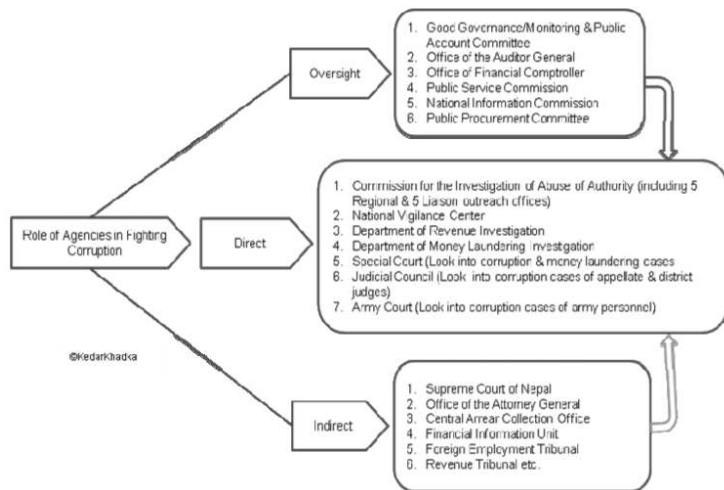 Oversight
1. Good Governance/Monitoring & Public
Account Committee
2. Office of the Auditor General
3. Office of Financial Comptroller
4. Public Service Commission
5. National Information Commission
6. Public Procurement Committee
Role of Agencies in Fighting
Corruption
Direct
1. Commission for the Investigation of Abuse of Authority (including 5
Regional & 5 Liaison outreach offices)
2. National Vigilance Center
3. Department of Revenue Investigation
4. Department of Money Laundering Investigation
5. Special Court (Look into corruption & money laundering cases
6. Judicial Council (Look into corruption cases of appellate & district
judges)
7. Army Court (Look into corruption cases of army personnel)
©KedarKhadka
Indirect
1. Supreme Court of Nepal
2. Office of the Attorney General
3. Central Arrear Collection Office
4. Financial Information Unit
5. Foreign Employment Tribunal
6. Revenue Tribunal etc.